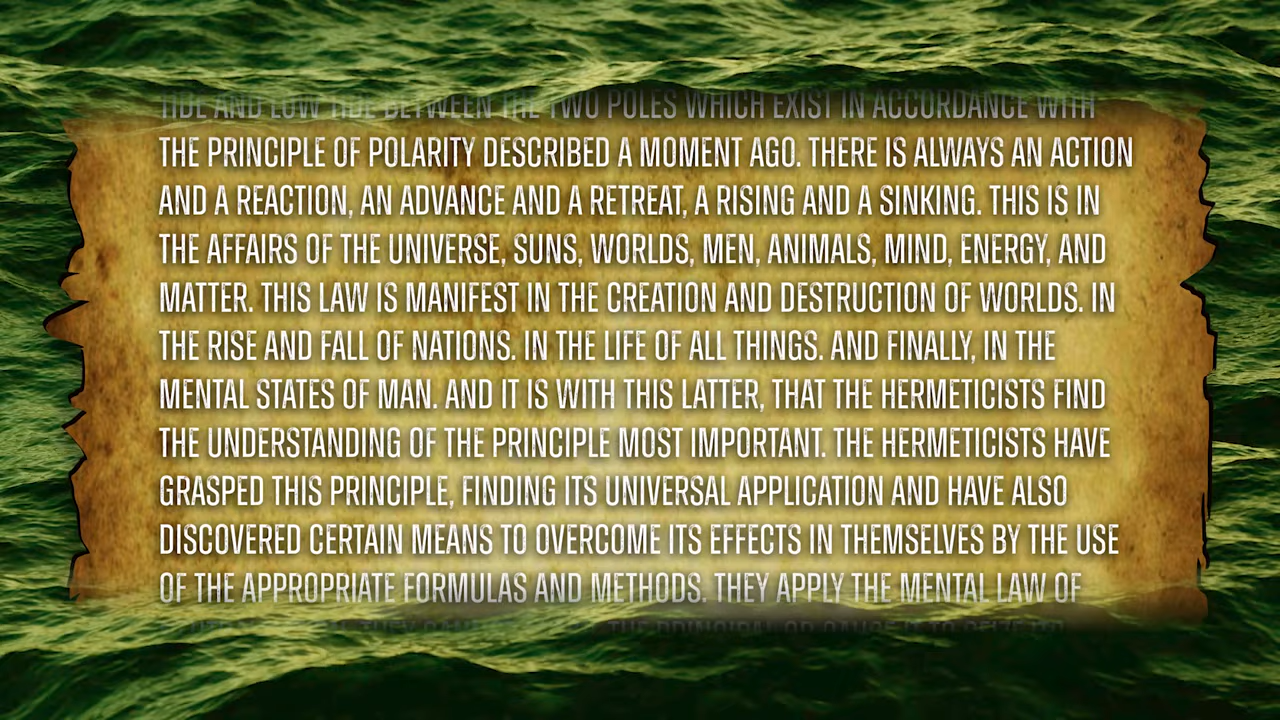 TIDE AND LOW TIDE BETWEEN THE TWO POLES WHICH EXIST IN ACCORDANCE WITH
THE PRINCIPLE OF POLARITY DESCRIBED A MOMENT AGO. THERE IS ALWAYS AN ACTION
AND A REACTION, AN ADVANCE AND A RETREAT, A RISING AND A SINKING. THIS IS IN
THE AFFAIRS OF THE UNIVERSE, SUNS, WORLDS, MEN, ANIMALS, MIND, ENERGY, AND
MATTER. THIS LAW IS MANIFEST IN THE CREATION AND DESTRUCTION OF WORLDS. IN
THE RISE AND FALL OF NATIONS. IN THE LIFE OF ALL THINGS. AND FINALLY, IN THE
MENTAL STATES OF MAN. AND IT IS WITH THIS LATTER, THAT THE HERMETICISTS FIND
THE UNDERSTANDING OF THE PRINCIPLE MOST IMPORTANT. THE HERMETICISTS HAVE
GRASPED THIS PRINCIPLE, FINDING ITS UNIVERSAL APPLICATION AND HAVE ALSO
DISCOVERED CERTAIN MEANS TO OVERCOME ITS EFFECTS IN THEMSELVES BY THE USE
OF THE APPROPRIATE FORMULAS AND METHODS. THEY APPLY THE MENTAL LAW OF